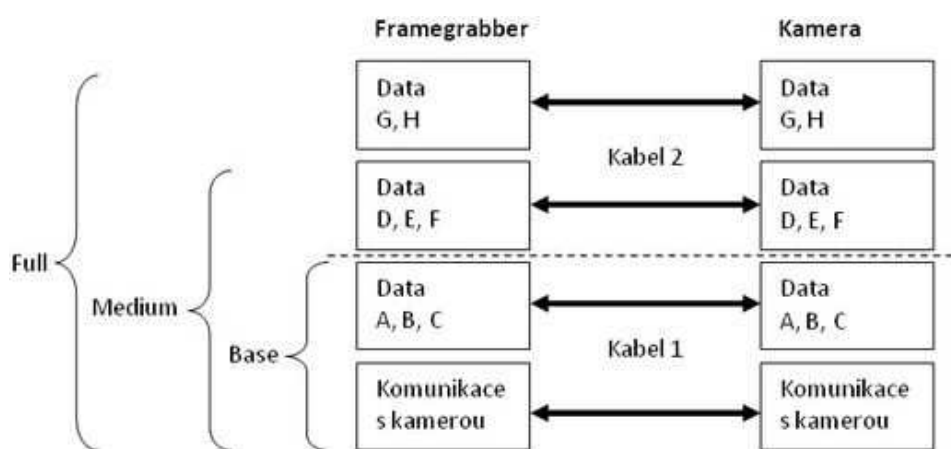 Framegrabber
Kamera
Data
G, H
Data
G, H
Kabel 2
Data
D, E, F
Data
D, E, F
Full
Medium
Base
Data
A, B, C
Data
A, B, C
Kabel 1
Komunikace
s kamerou
Komunikace
s kamerou